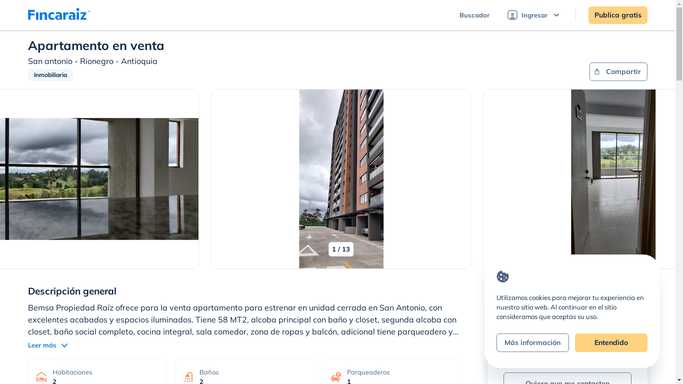 Fincaraiz
Buscador
Ingresar
Publica gratis
Apartamento en venta
San antonio - Rionegro - Antioquia
Inmobiliaria
Compartir
1 / 13
Descripción general
Bemsa Propiedad Raíz ofrece para la venta apartamento para estrenar en unidad cerrada en San Antonio, con
excelentes acabados y espacios iluminados. Tiene 58 MT2, alcoba principal con baño y closet, segunda alcoba con
closet, baño social completo, cocina integral, sala comedor, zona de ropas y balcón, adicional tiene parqueadero y...
Leer más
Habitaciones
2
Baños
2
Parqueaderos
1
Utilizamos cookies para mejorar tu experiencia en
nuestro sitio web. Al continuar en el sitio
consideramos que aceptas su uso.
Más información
Entendido
Quiero que me contacten